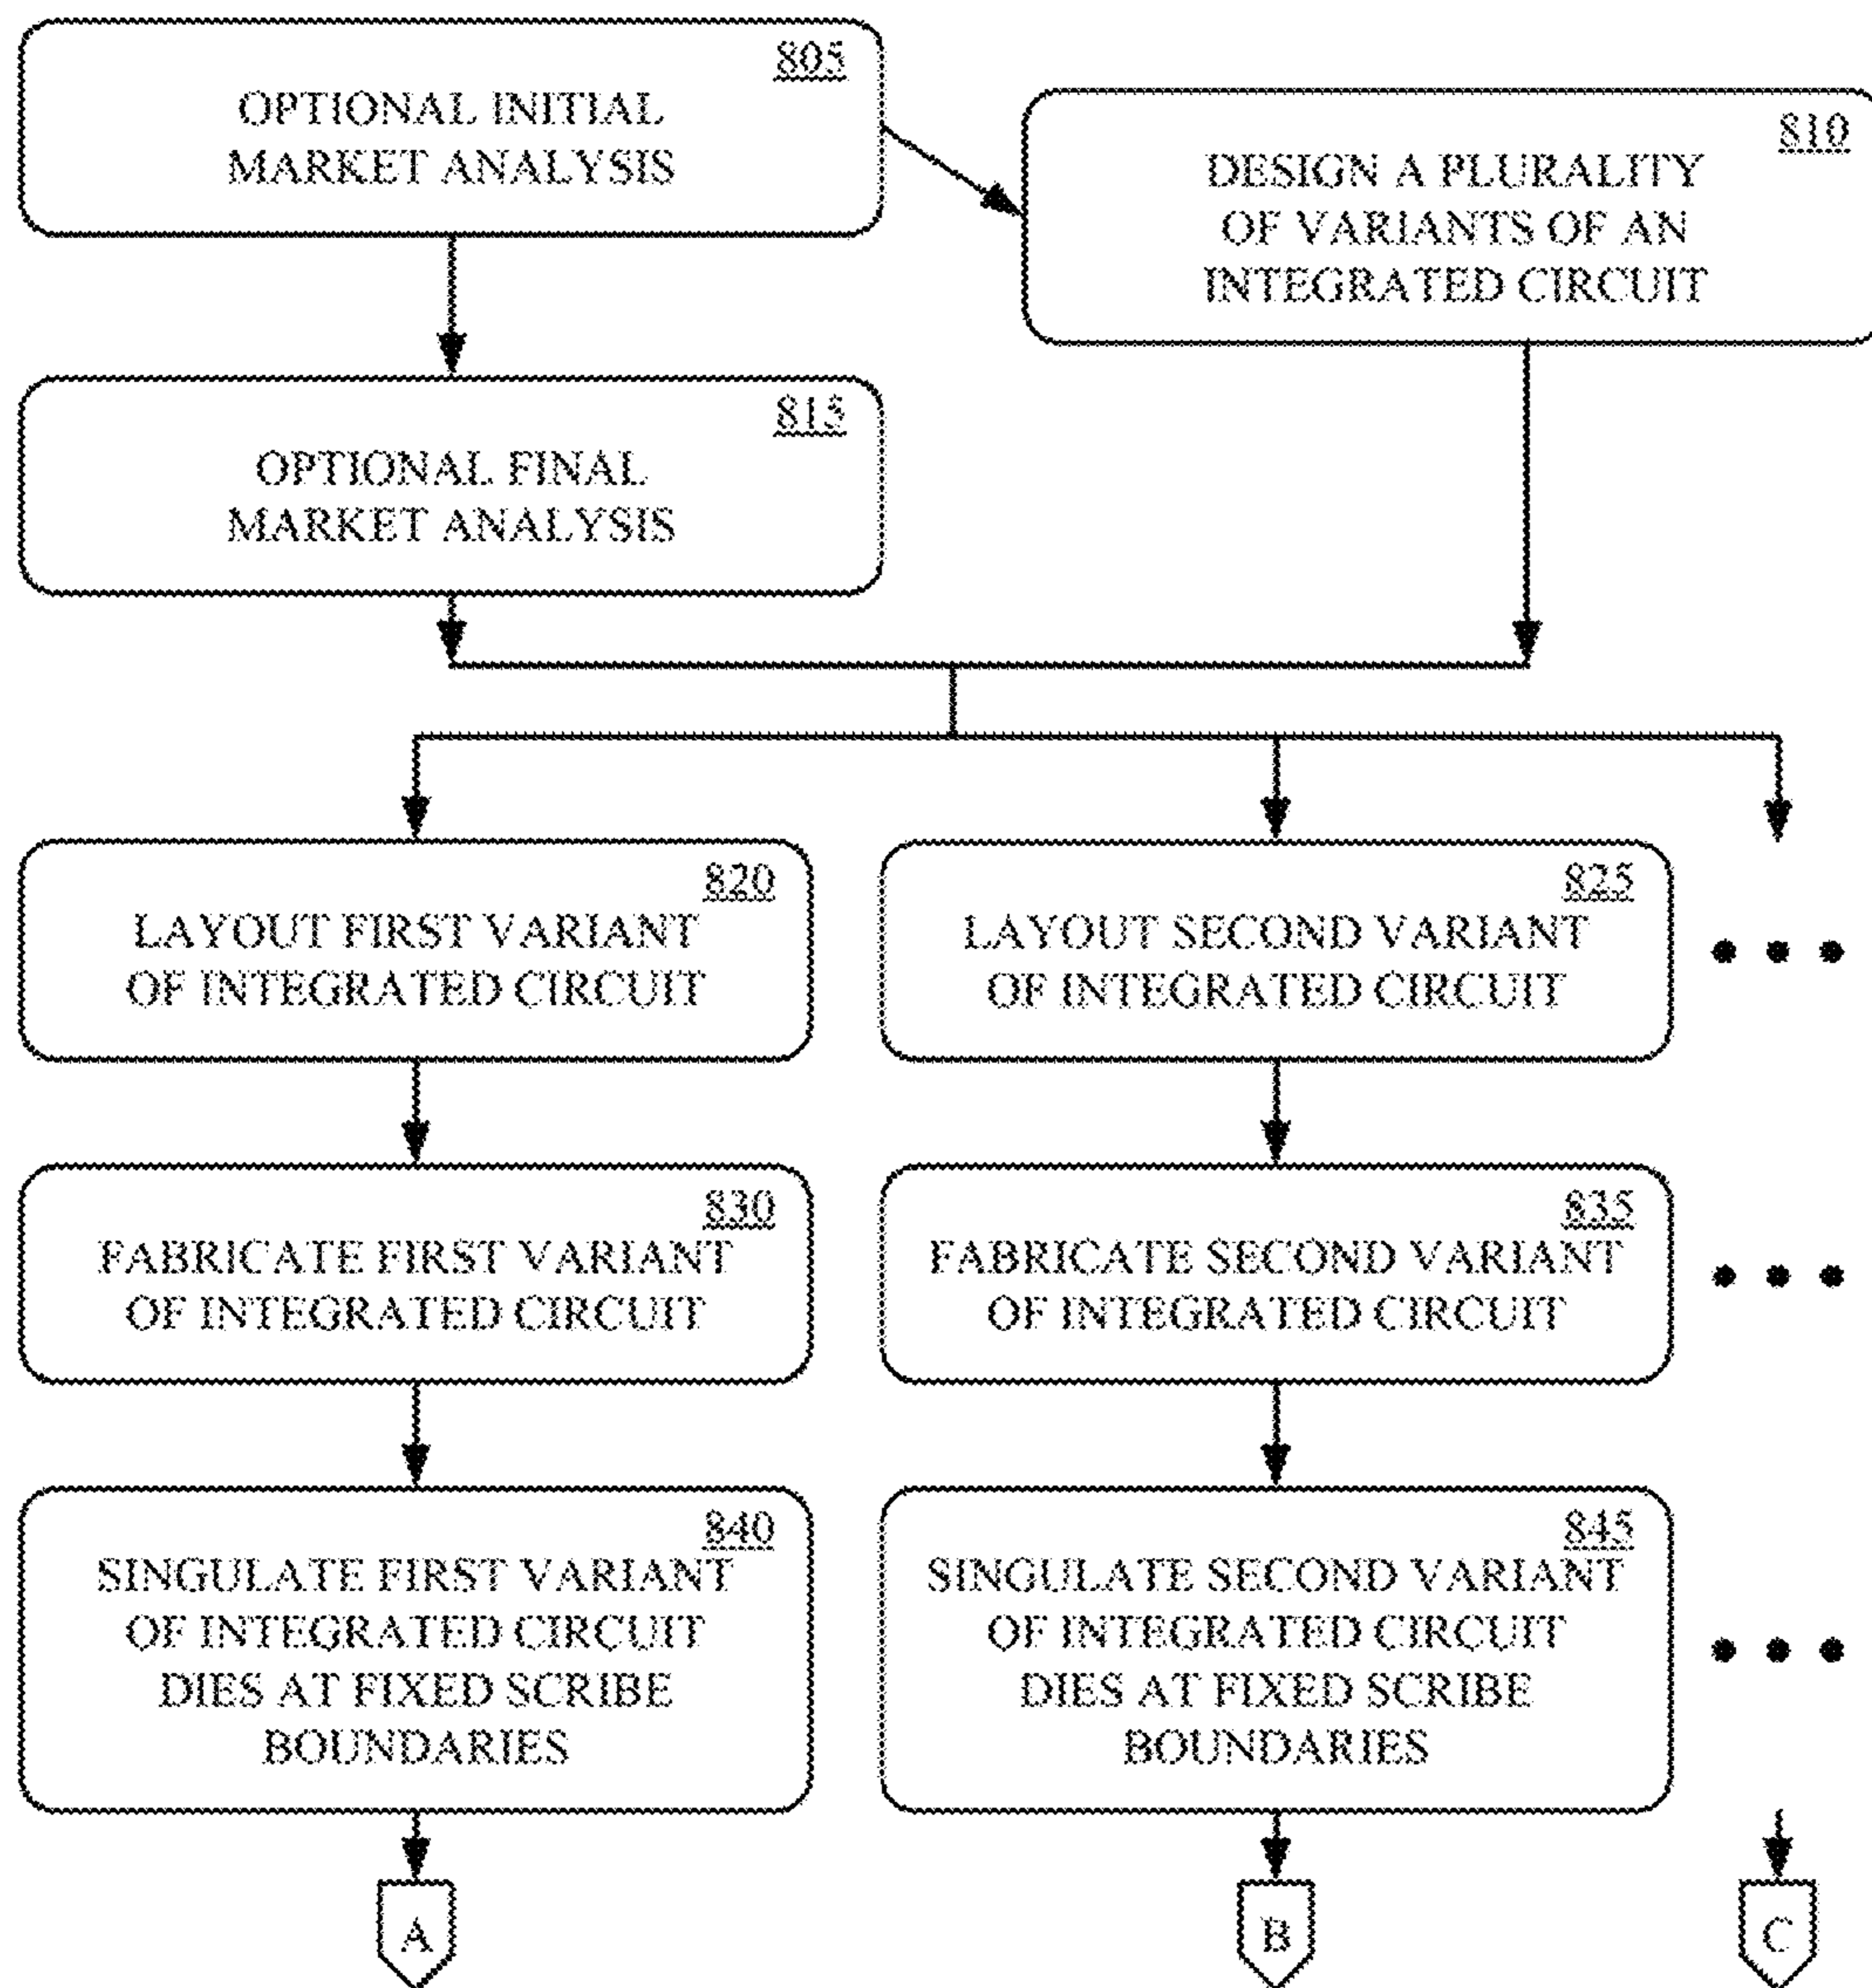 805
OPTIONAL INITIAL
MARKET ANALYSIS
810
DESIGN A PLURALITY
OF VARIANTS OF AN
INTEGRATED CIRCUIT
815
OPTIONAL FINAL
MARKET ANALYSIS
820
LAYOUT FIRST VARIANT
OF INTEGRATED CIRCUIT
825
LAYOUT SECOND VARIANT
OF INTEGRATED CIRCUIT
830
FABRICATE FIRST VARIANT
OF INTEGRATED CIRCUIT
835
FABRICATE SECOND VARIANT
OF INTEGRATED CIRCUIT
840
SINGULATE FIRST VARIANT
OF INTEGRATED CIRCUIT
DIES AT FIXED SCRIBE
BOUNDARIES
845
SINGULATE SECOND VARIANT
OF INTEGRATED CIRCUIT
DIES AT FIXED SCRIBE
BOUNDARIES
A
B
C